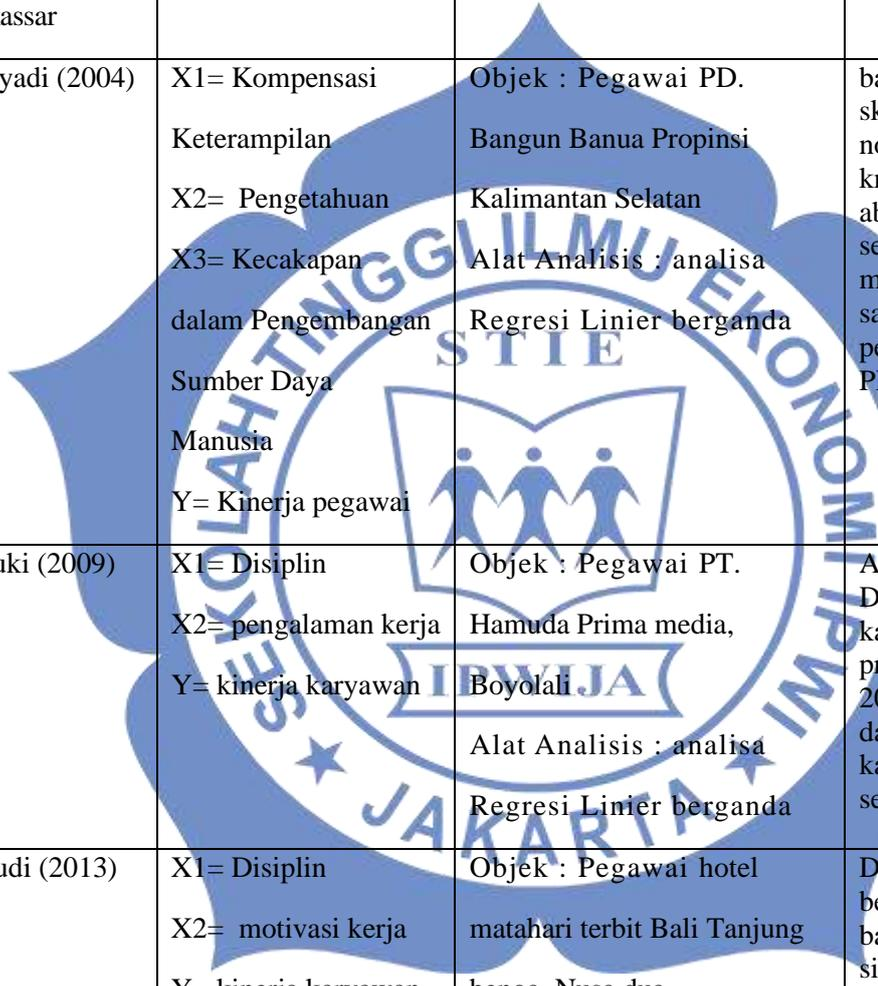 assar
yadi (2004)
X1= Kompensasi
Keterampilan
X2= Pengetahuan
X3= Kecakapan
dalam Pengembangan
Sumber Daya
Manusia
Y= Kinerja pegawai
Objek : Pegawai PD.
Bangun Banua Propinsi
Kalimantan Selatan
Alat Analisis : analisa
Regresi Linier berganda
uki (2009)
X1= Disiplin
X2= pengalaman kerja
Y= kinerja karyawan
Objek : Pegawai PT.
Hamuda Prima media,
Boyolali
Alat Analisis : analisa
Regresi Linier berganda
udi (2013)
X1= Disiplin
X2= motivasi kerja
Objek : Pegawai hotel
matahari terbit Bali Tanjung
SEKOLAH TINGGI ILMU EKONOMI IPWI
STIE
IPWIJA
JAKARTA